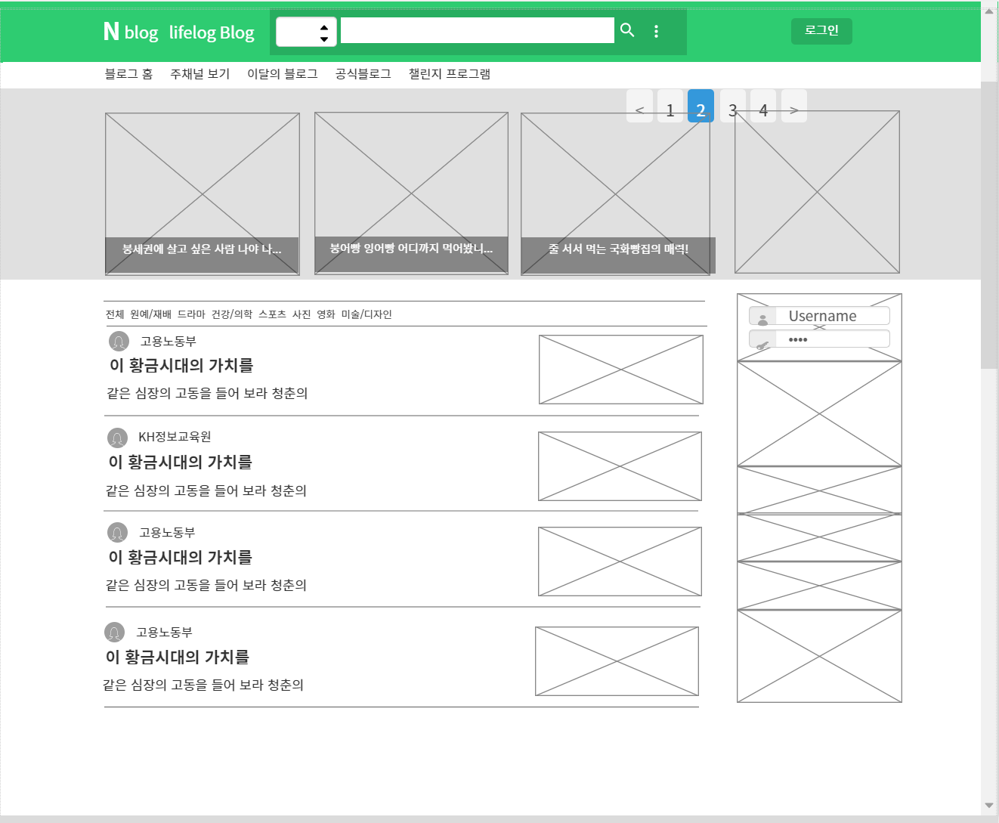 N blog lifelog Blog
로그인
블로그 홈 주채널 보기 이달의 블로그 공식블로그 챌린지 프로그램
< 1 2 3 4 >
붕세권에 살고 싶은 사람 나야 나...
붕어빵 잉어빵 어디까지 먹어봤니...
줄 서서 먹는 국화빵집의 매력!
전체 원예/재배 드라마 건강/의학 스포츠 사진 영화 미술/디자인
고용노동부
이 황금시대의 가치를
같은 심장의 고동을 들어 보라 청춘의
KH정보교육원
이 황금시대의 가치를
같은 심장의 고동을 들어 보라 청춘의
고용노동부
이 황금시대의 가치를
같은 심장의 고동을 들어 보라 청춘의
고용노동부
이 황금시대의 가치를
같은 심장의 고동을 들어 보라 청춘의
Username
••••